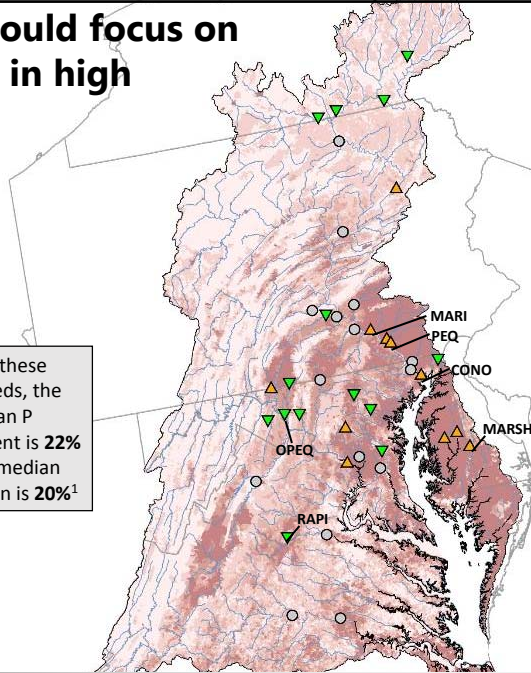 ould focus on
in high
MARI
PEQ
CONO
these
eds, the
an P
ent is 22%
median
n is 20%¹
MARSH
OPEQ
RAPI